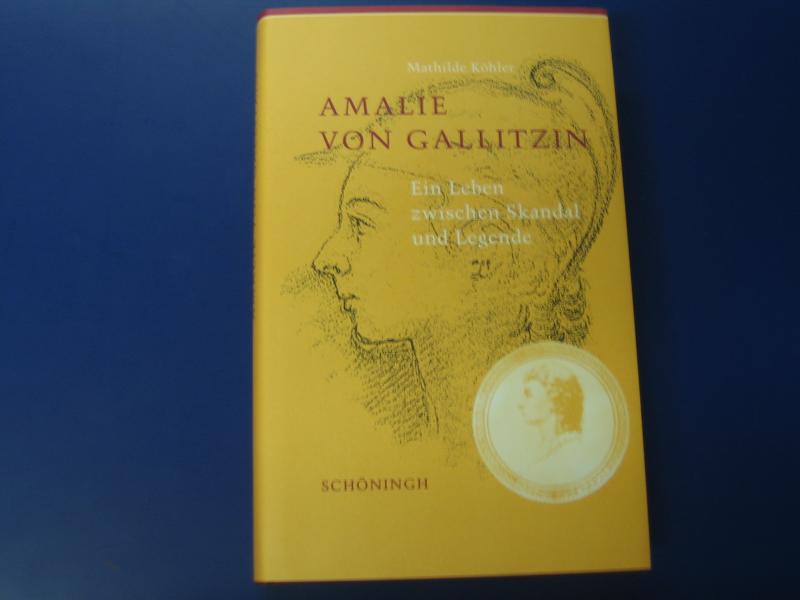 Mathilde Köhler
AMALIE
VON GALLITZIN
Ein Leben
zwischen Skandal
und Legende
SCHÖNINGH